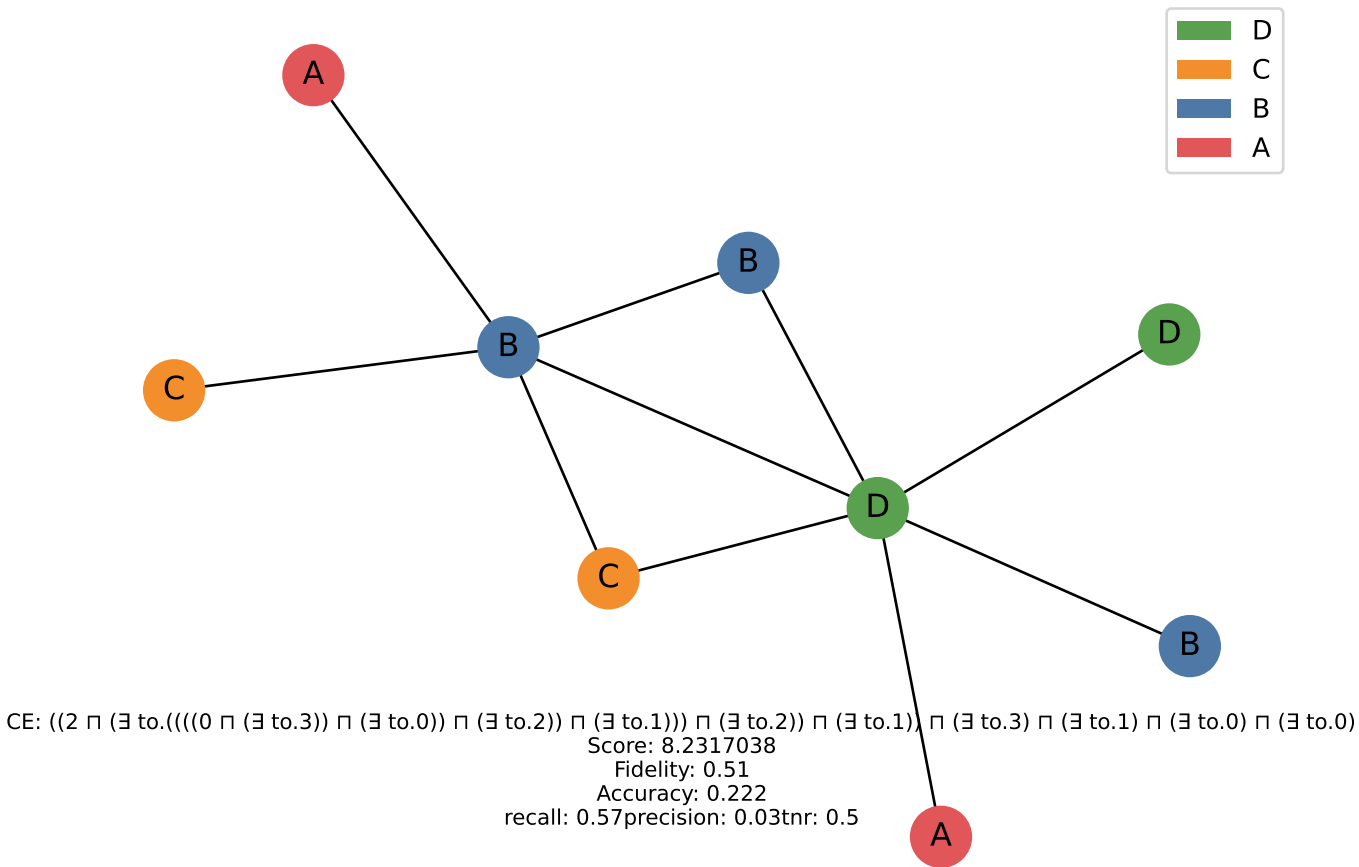 D
C
B
A
A
B
D
B
C
D
C
B
CE: ((2 ⊓ (∃ to.((((0 ⊓ (∃ to.3)) ⊓ (∃ to.0)) ⊓ (∃ to.2)) ⊓ (∃ to.1))) ⊓ (∃ to.2)) ⊓ (∃ to.1)) ⊓ (∃ to.3) ⊓ (∃ to.1) ⊓ (∃ to.0) ⊓ (∃ to.0)
Score: 8.2317038
Fidelity: 0.51
Accuracy: 0.222
recall: 0.57precision: 0.03tnr: 0.5
A